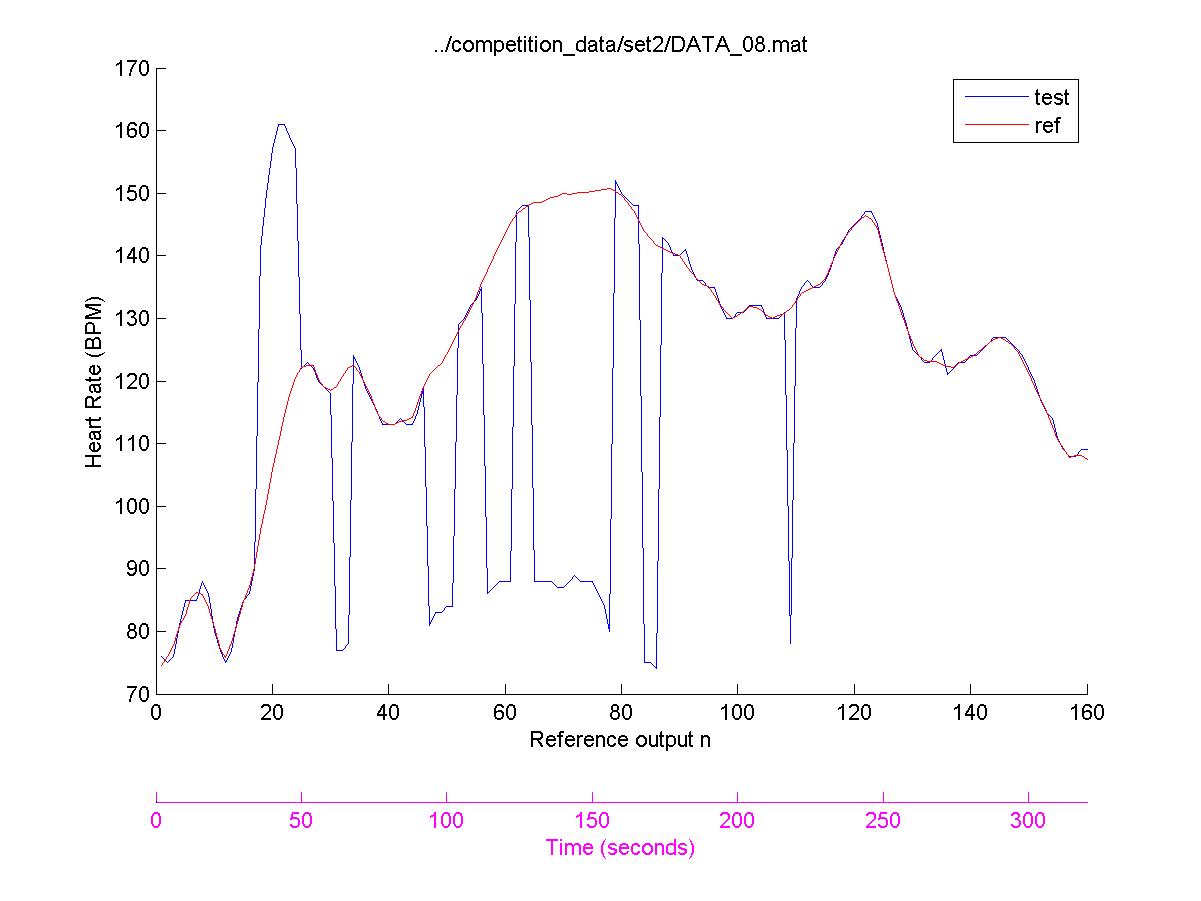 ../competition_data/set2/DATA_08.mat
170
160
150
140
130
120
110
100
90
80
70
Heart Rate (BPM)
test
ref
0 20 40 60 80 100 120 140 160
Reference output n
0 50 100 150 200 250 300
Time (seconds)